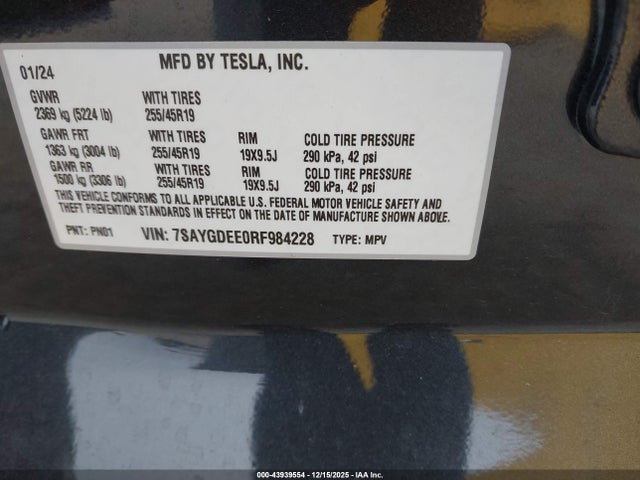 01/24 MFD BY TESLA, INC.
GVWR WITH TIRES
2369 kg (5224 lb) 255/45R19
GAWR FRT WITH TIRES RIM COLD TIRE PRESSURE
1363 kg (3004 lb) 255/45R19 19X9.5J 290 kPa, 42 psi
GAWR RR WITH TIRES RIM COLD TIRE PRESSURE
1500 kg (3306 lb) 255/45R19 19X9.5J 290 kPa, 42 psi
THIS VEHICLE CONFORMS TO ALL APPLICABLE U.S. FEDERAL MOTOR VEHICLE SAFETY AND
THEFT PREVENTION STANDARDS IN EFFECT ON THE DATE OF MANUFACTURE SHOWN ABOVE.
PNT: PN01 VIN: 7SAYGDEE0RF984228 TYPE: MPV
000-43939554 | 12/15/2025 | IAA Inc.